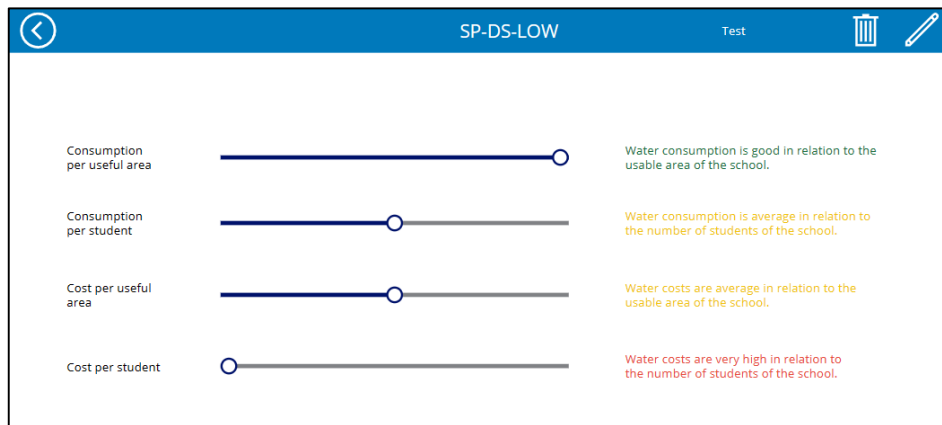 SP-DS-LOW
Test
Consumption
per useful area
Water consumption is good in relation to the
usable area of the school.
Consumption
per student
Water consumption is average in relation to
the number of students of the school.
Cost per useful
area
Water costs are average in relation to the
usable area of the school.
Cost per student
Water costs are very high in relation to
the number of students of the school.